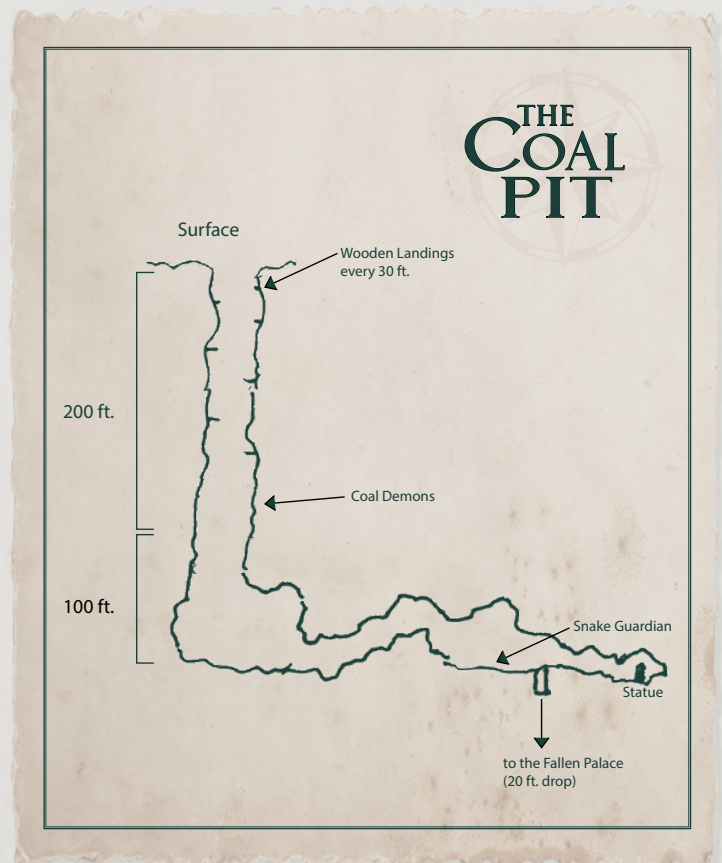 THE
COAL
PIT
Surface
Wooden Landings
every 30 ft.
200 ft.
Coal Demons
100 ft.
Snake Guardian
Statue
to the Fallen Palace
(20 ft. drop)